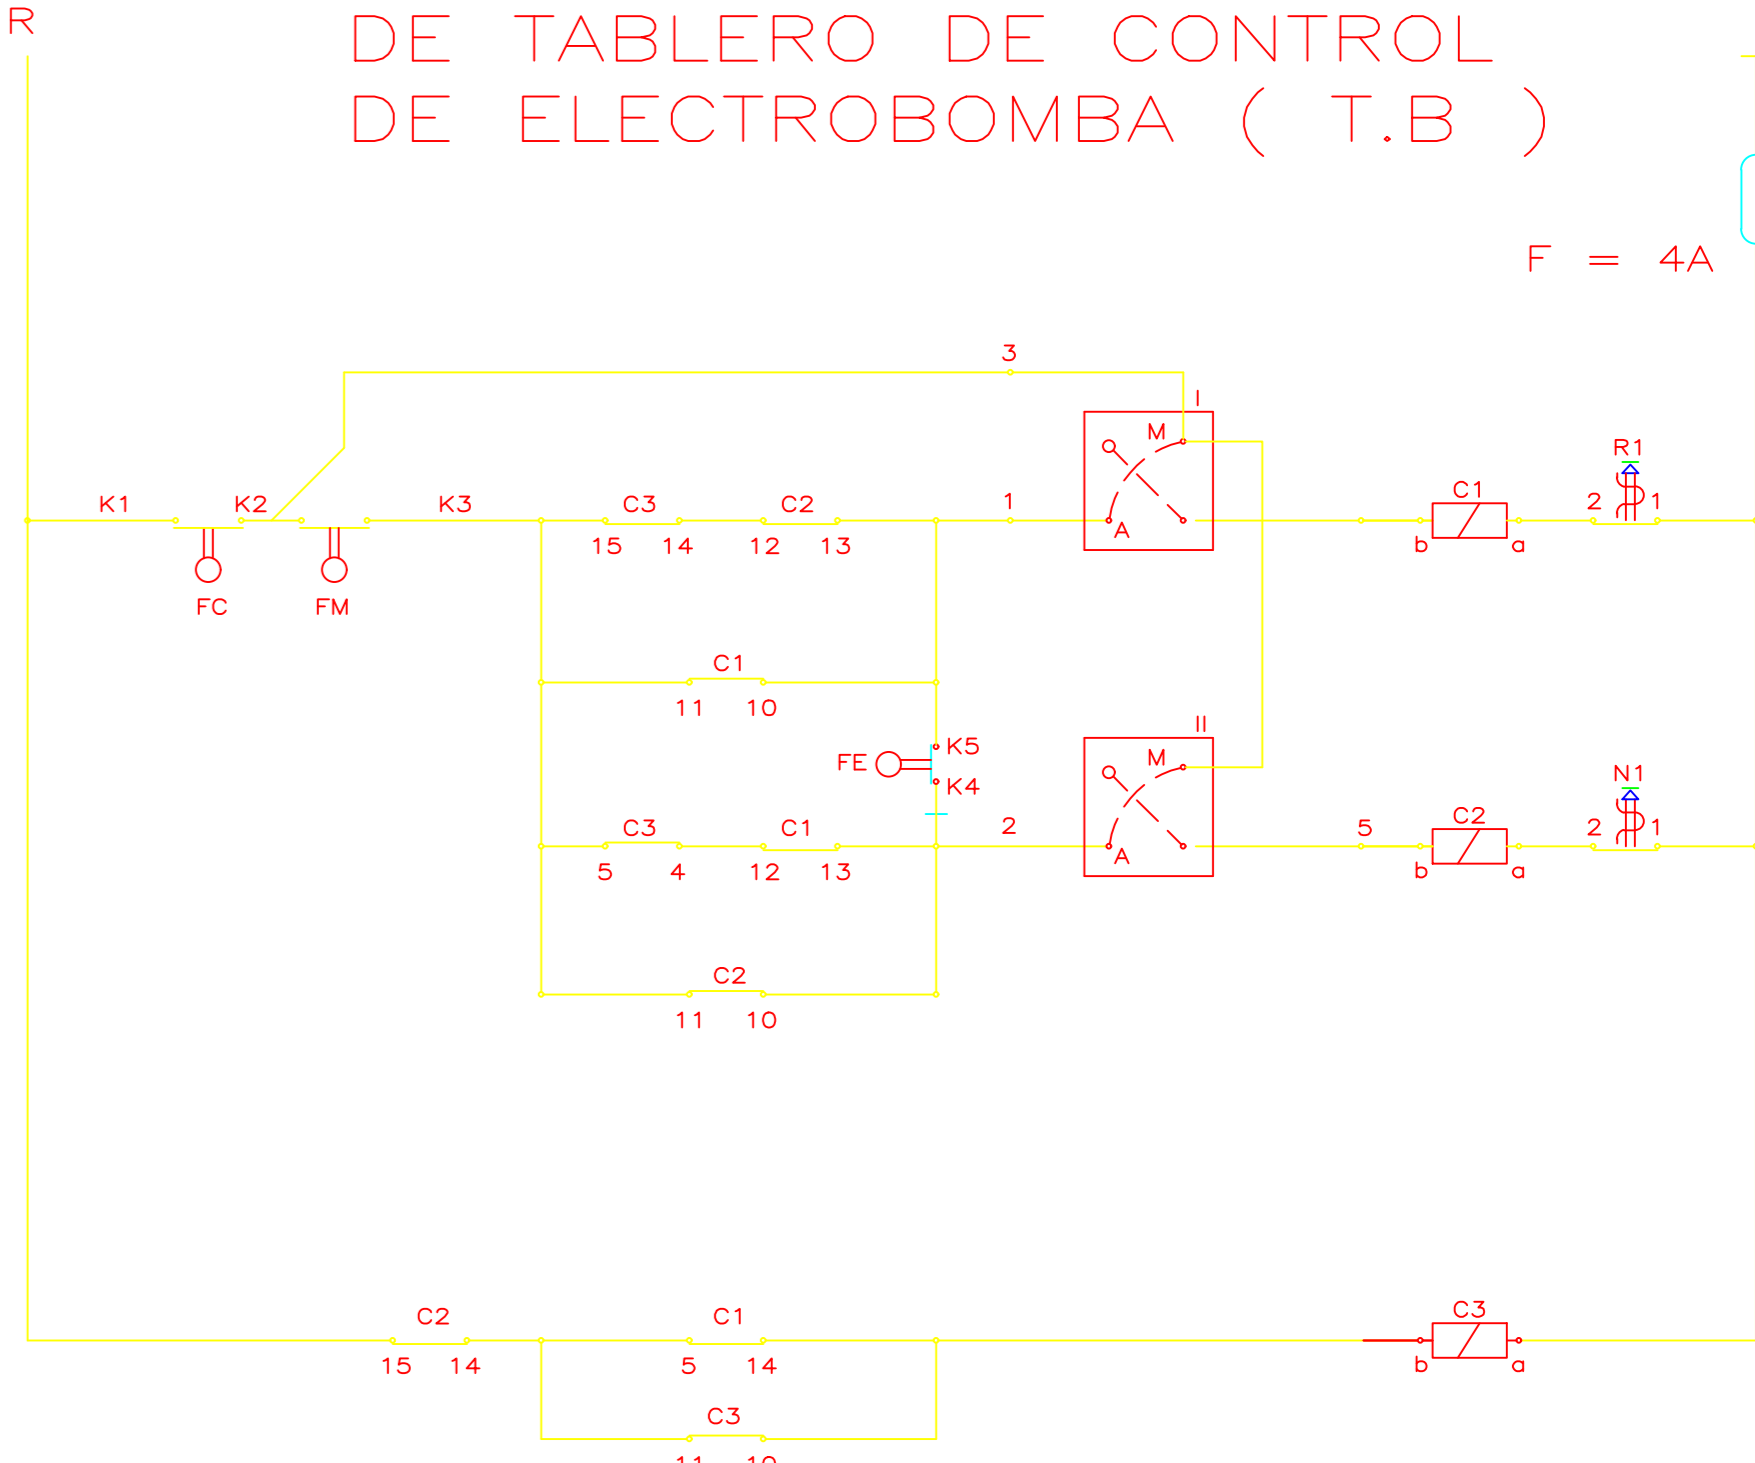 R
DE TABLERO DE CONTROL
DE ELECTROBOMBA ( T.B )
F = 4A
3
I
M
R1
K1 K2 K3 C3 C2 1 C1 2 1
15 14 12 13 A b a
FC FM
C1
11 10
II
FE K5 M N1
K4
C3 C1 2 5 C2 2 1
5 4 12 13 A b a
C2
11 10
C2 C1 C3
15 14 5 14 b a
C3
11 10